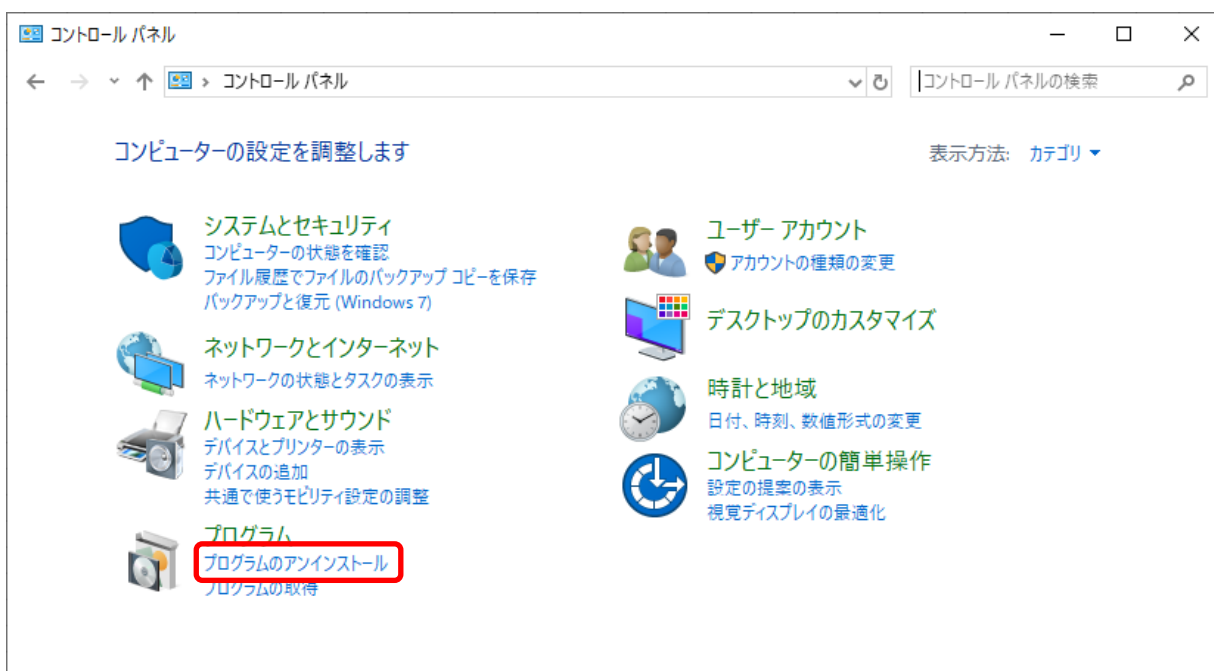 コントロール パネル
コントロール パネル
コントロール パネルの検索
コンピューターの設定を調整します
表示方法: カテゴリ
システムとセキュリティ
コンピューターの状態を確認
ファイル履歴でファイルのバックアップ コピーを保存
バックアップと復元 (Windows 7)
ネットワークとインターネット
ネットワークの状態とタスクの表示
ハードウェアとサウンド
デバイスとプリンターの表示
デバイスの追加
共通で使うモビリティ設定の調整
プログラム
プログラムのアンインストール
プログラムの取得
ユーザー アカウント
アカウントの種類の変更
デスクトップのカスタマイズ
時計と地域
日付、時刻、数値形式の変更
コンピューターの簡単操作
設定の提案の表示
視覚ディスプレイの最適化